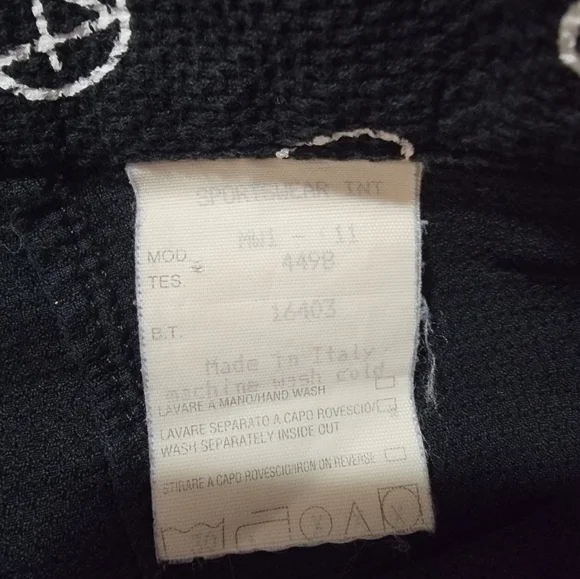 SPORTSWEAR INT
MOD. MW1 - C11
TES. 4498
B.T. 16403
Made in Italy
machine wash cold
LAVARE A MANO/HAND WASH
LAVARE SEPARATO A CAPO ROVESCIO/
WASH SEPARATELY INSIDE OUT
STIRARE A CAPO ROVESCIO/IRON ON REVERSE